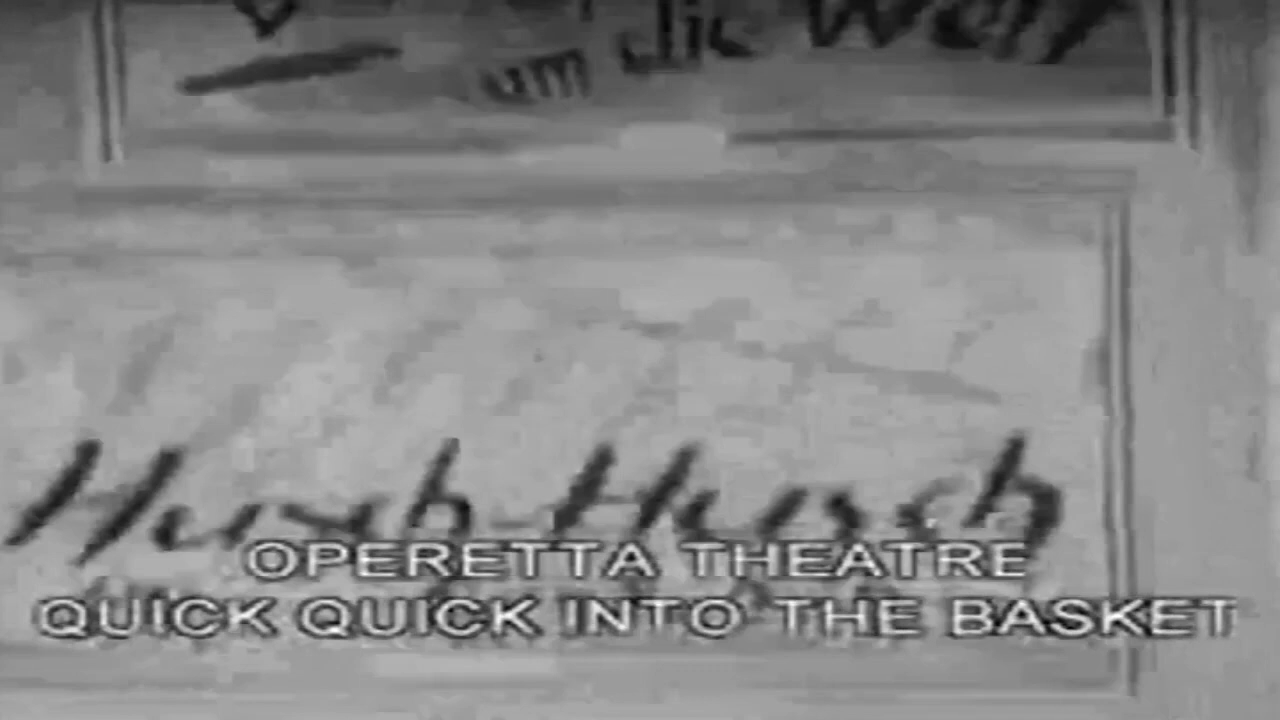 um die Welt
Husch-Husch
OPERETTA THEATRE
QUICK QUICK INTO THE BASKET